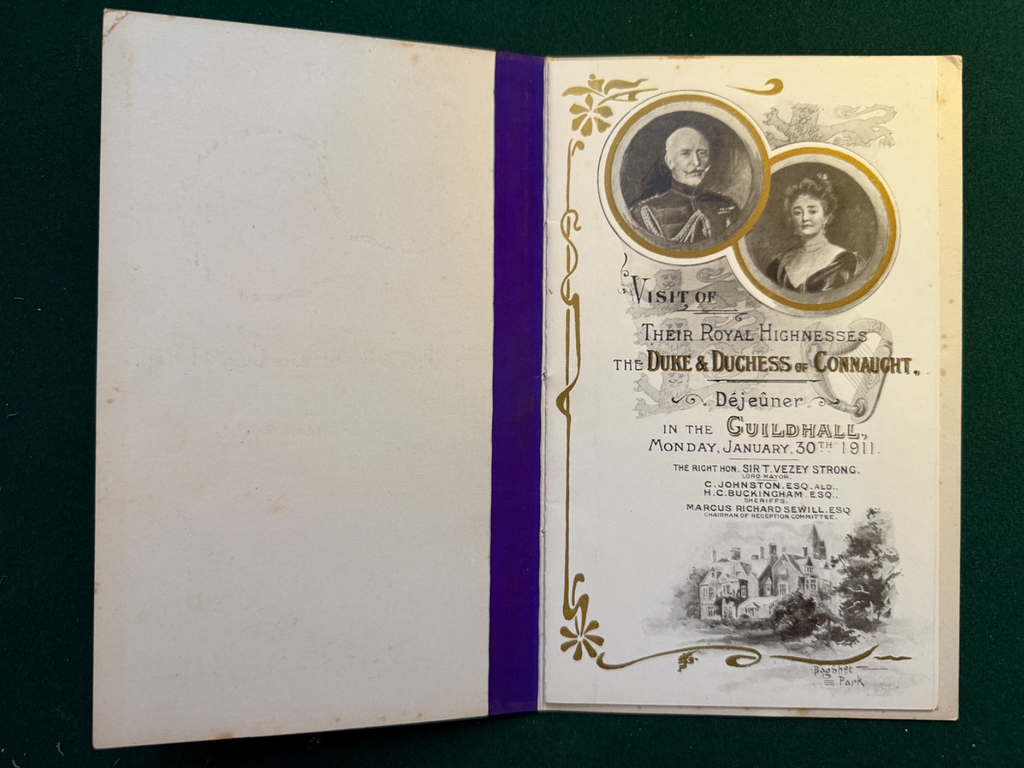 VISIT OF
THEIR ROYAL HIGHNESSES
THE DUKE & DUCHESS OF CONNAUGHT.,
Déjeûner
IN THE GUILDHALL,
MONDAY, JANUARY, 30TH 1911.
THE RIGHT HON. SIR T. VEZEY STRONG.
LORD MAYOR.
C. JOHNSTON. ESQ. ALD.,
H. C. BUCKINGHAM. ESQ.,
SHERIFFS.
MARCUS RICHARD SEWILL. ESQ
CHAIRMAN OF RECEPTION COMMITTEE.
Bagshot
Park